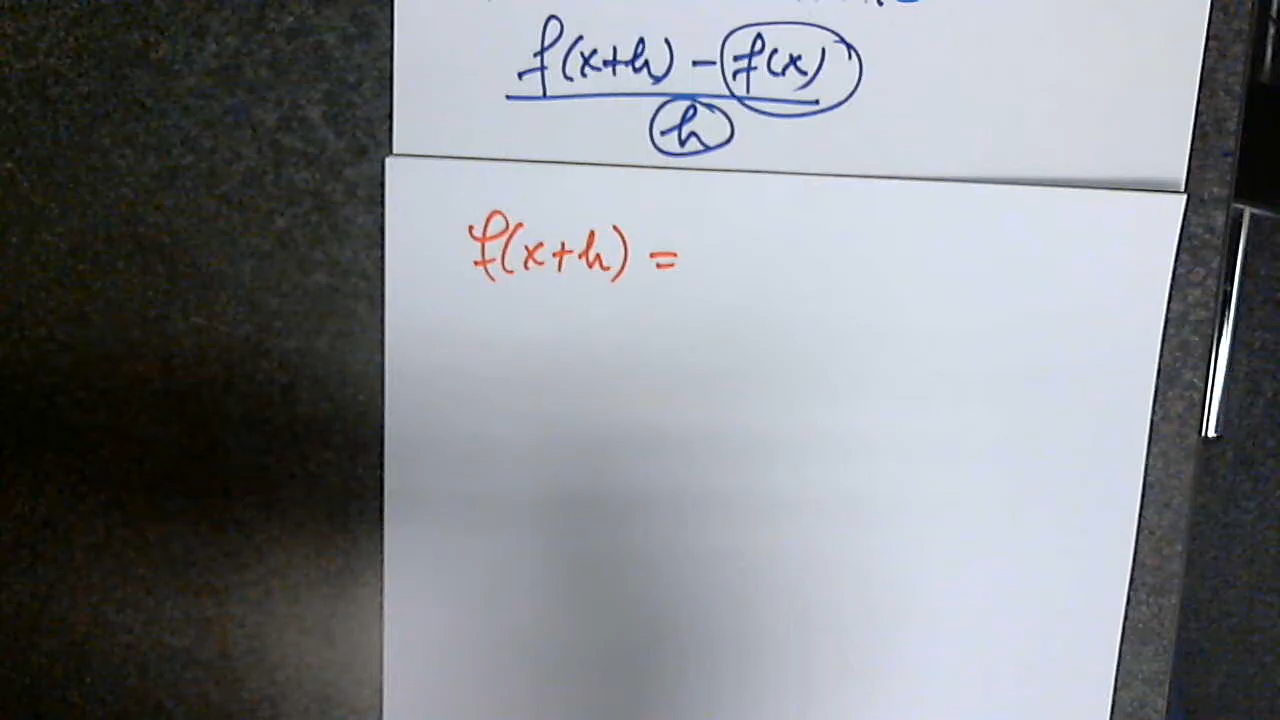 f(x+h) - f(x)
h
f(x+h) =